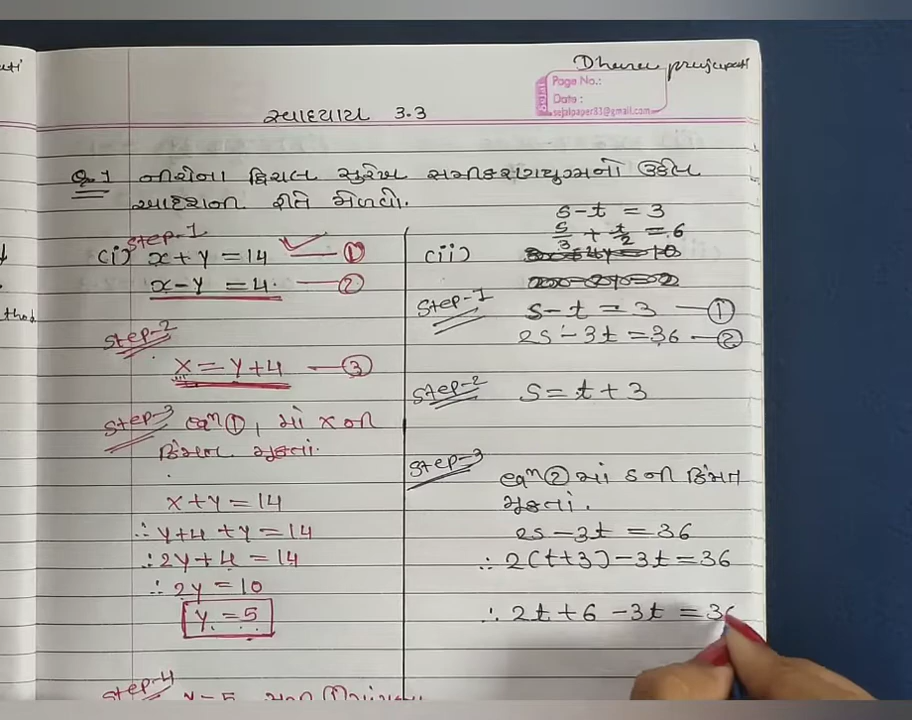 Dhruv prajapati
Page No.:
Date :
sejalpaper81@gmail.com
સ્વાધ્યાય 3.3
Q.1 નીચેના દ્વિચલ સુરેખ સમીકરણયુગ્મનો ઉકેલ
આદેશની રીતે મેળવો.
Step-1
(i) x+y=14 — ①
x-y = 4. — ②
Step-2
x=y+4 — ③
Step-3 eqⁿ ①, માં x ની
કિંમત મૂકતાં.
x+y=14
∴ y+4+y=14
∴ 2y+4=14
∴ 2y=10
y=5
Step-4
s-t=3
s/3 + t/2 = 6
(ii)
Step-1 s-t=3 — ①
2s-3t=36 — ②
Step-2 s=t+3
Step-3 eqⁿ ② માં s ની કિંમત
મૂકતાં.
2s-3t=36
∴ 2(t+3)-3t=36
∴ 2t+6-3t=36